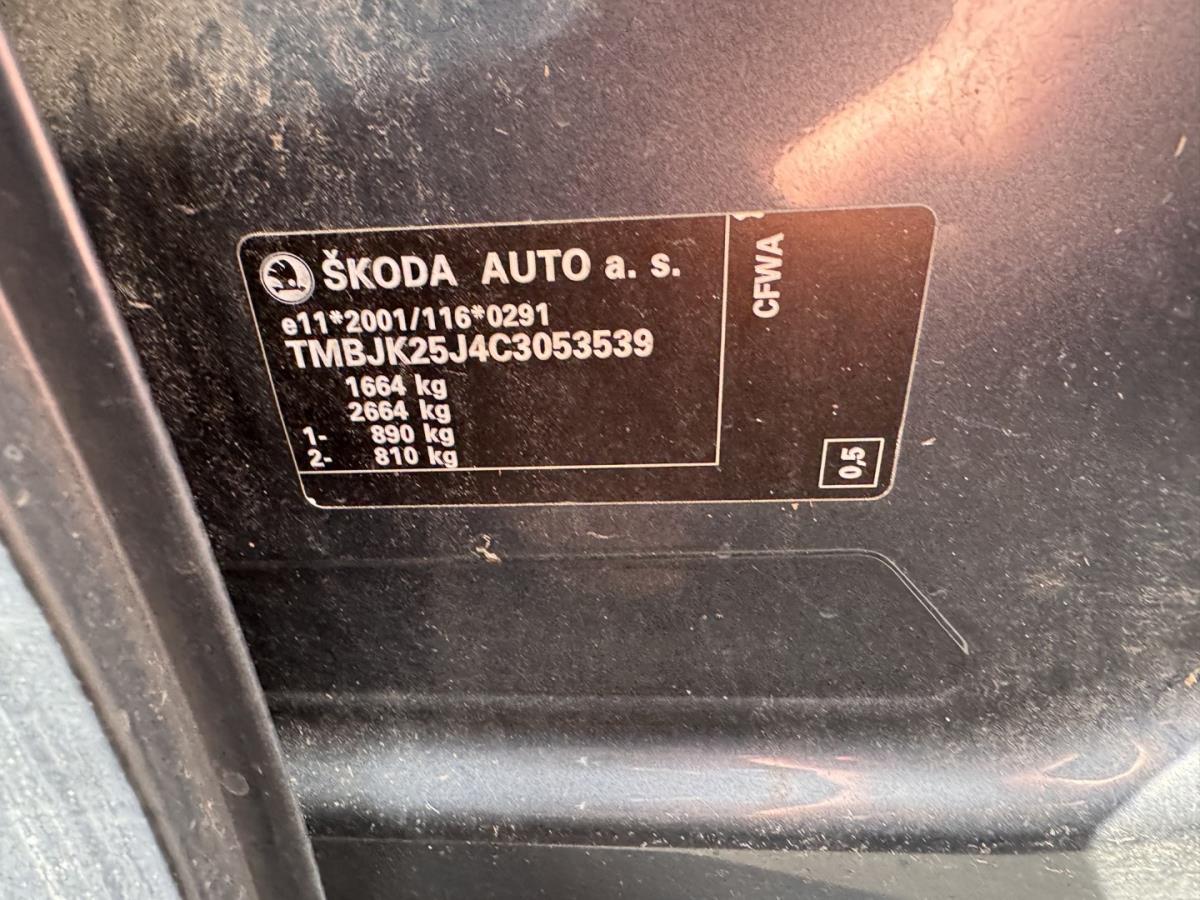 ŠKODA AUTO a. s.
e11*2001/116*0291
TMBJK25J4C3053539
1664 kg
2664 kg
1- 890 kg
2- 810 kg
CFWA
0,5